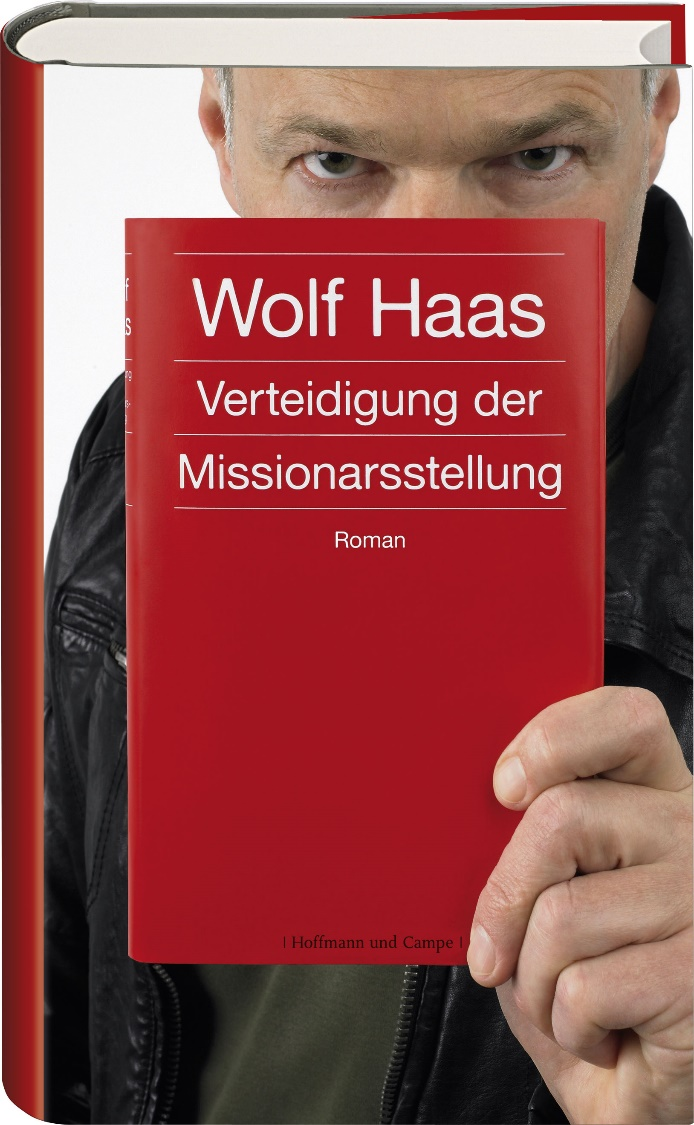 Wolf Haas
Verteidigung der
Missionarsstellung
Roman
| Hoffmann und Campe |